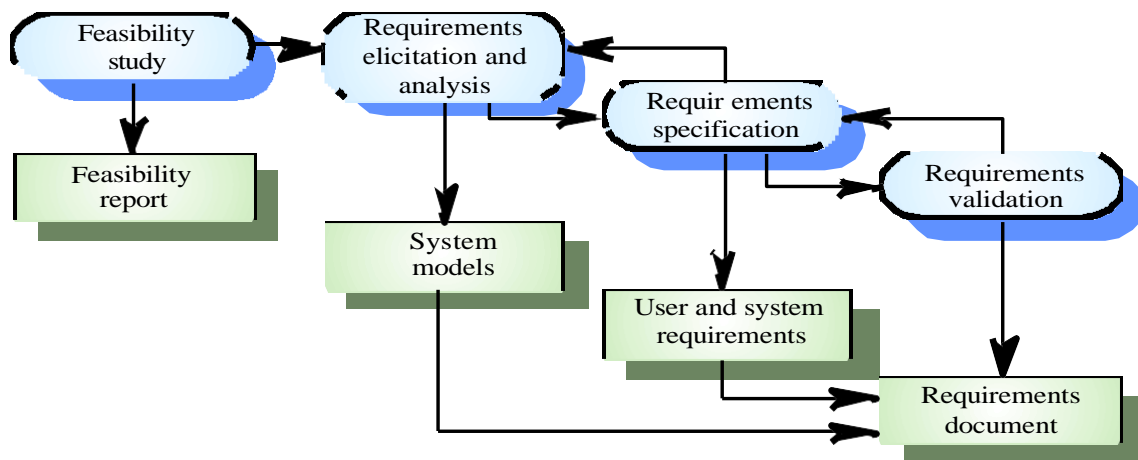 Feasibility
study
Requirements
elicitation and
analysis
Requir ements
specification
Requirements
validation
Feasibility
report
System
models
User and system
requirements
Requirements
document